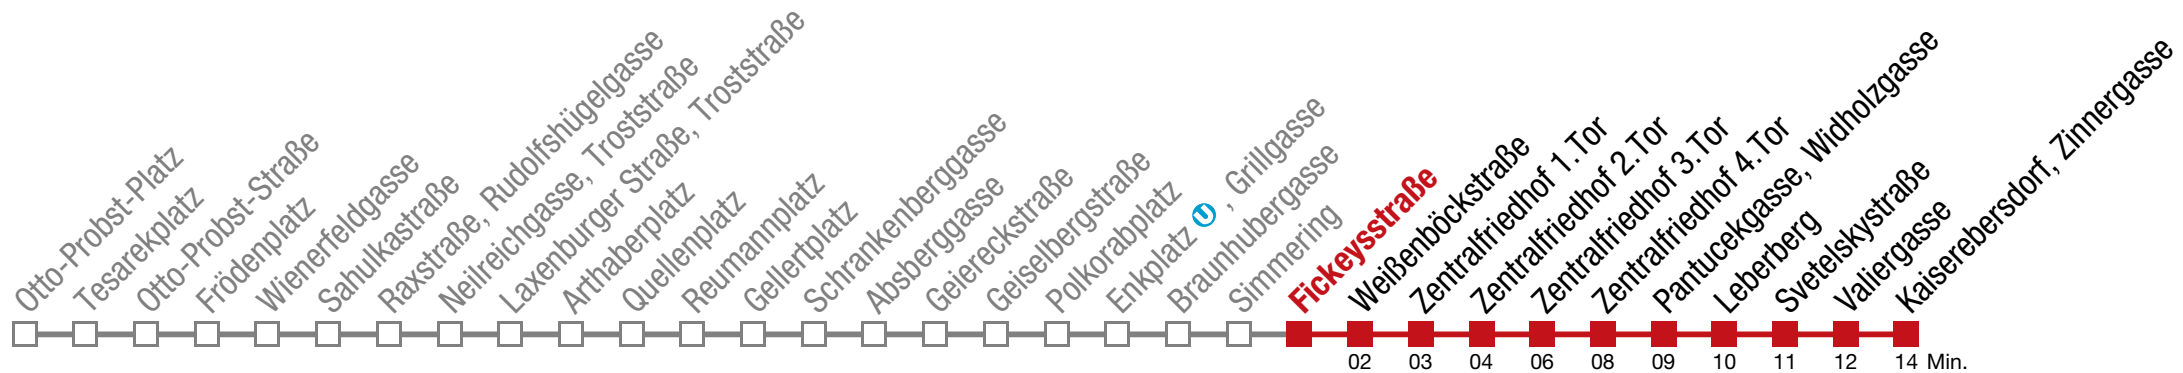 Otto-Probst-Platz
Tesarekplatz
Otto-Probst-Straße
Frödenplatz
Wienerfeldgasse
Sahulkastraße
Raxstraße, Rudolfshügelgasse
Neilreichgasse, Troststraße
Laxenburger Straße, Troststraße
Arthaberplatz
Quellenplatz
Reumannplatz
Gellertplatz
Schrankenberggasse
Absberggasse
Geiereckstraße
Geiselbergstraße
Polkorabplatz
Enkplatz U, Grillgasse
Braunhubergasse
Simmering
Fickeysstraße
Weißenböckstraße
Zentralfriedhof 1.Tor
Zentralfriedhof 2.Tor
Zentralfriedhof 3.Tor
Zentralfriedhof 4.Tor
Pantucekgasse, Widholzgasse
Leberberg
Svetelskystraße
Valiergasse
Kaiserebersdorf, Zinnergasse
02 03 04 06 08 09 10 11 12 14 Min.